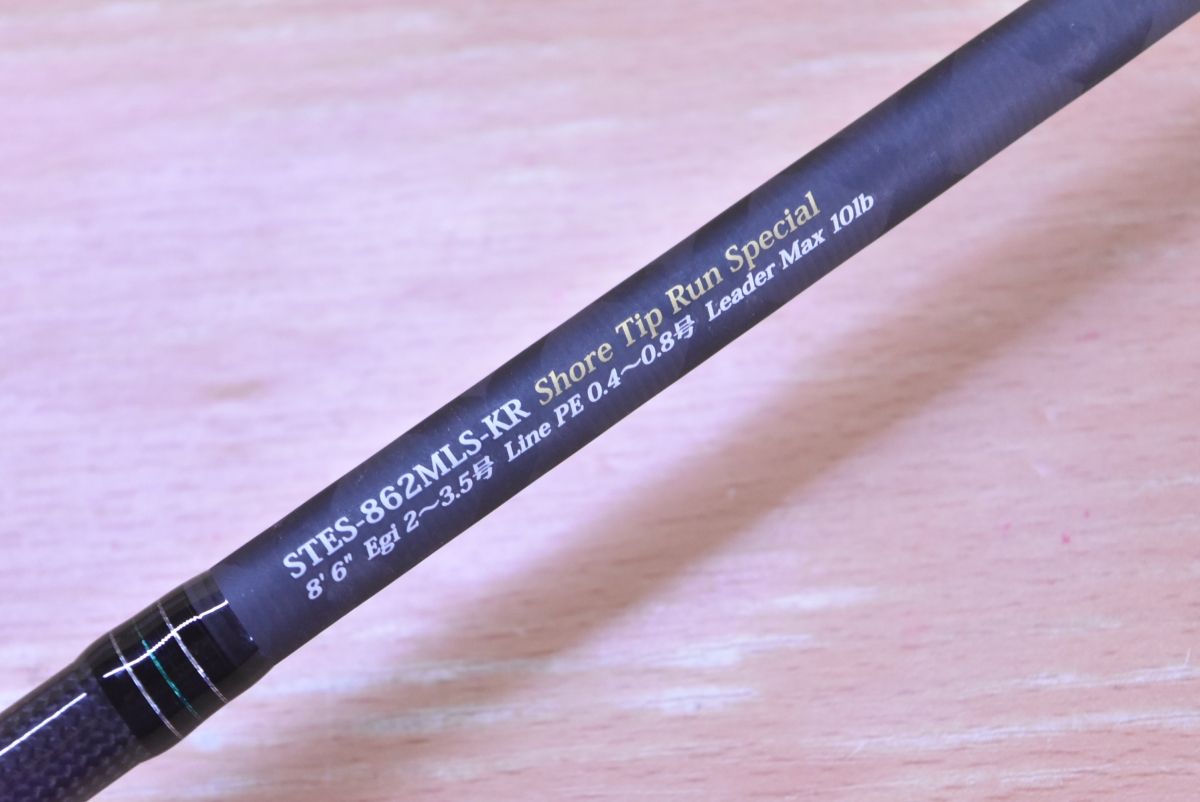 STES-862MLS-KR Shore Tip Run Special
8' 6" Egi 2〜3.5号 Line PE 0.4〜0.8号 Leader Max 10lb